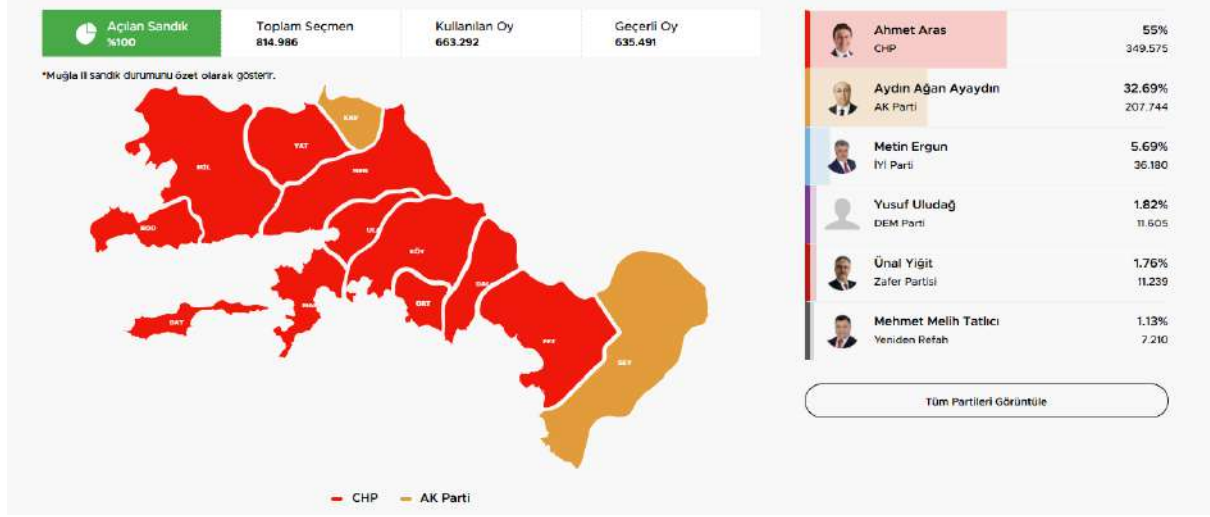 Açılan Sandık
%100
Toplam Seçmen
814.986
Kullanılan Oy
663.292
Geçerli Oy
635.491
*Muğla il sandık durumunu özet olarak gösterir.
KAV
YAT
MİL
MEN
BOD
ULA
KÖY
DAL
MAR
ORT
DAT
FET
SEY
CHP
AK Parti
Ahmet Aras
55%
CHP
349.575
Aydın Ağan Ayaydın
32.69%
AK Parti
207.744
Metin Ergun
5.69%
İYİ Parti
36.180
Yusuf Uludağ
1.82%
DEM Parti
11.605
Ünal Yiğit
1.76%
Zafer Partisi
11.239
Mehmet Melih Tatlıcı
1.13%
Yeniden Refah
7.210
Tüm Partileri Görüntüle